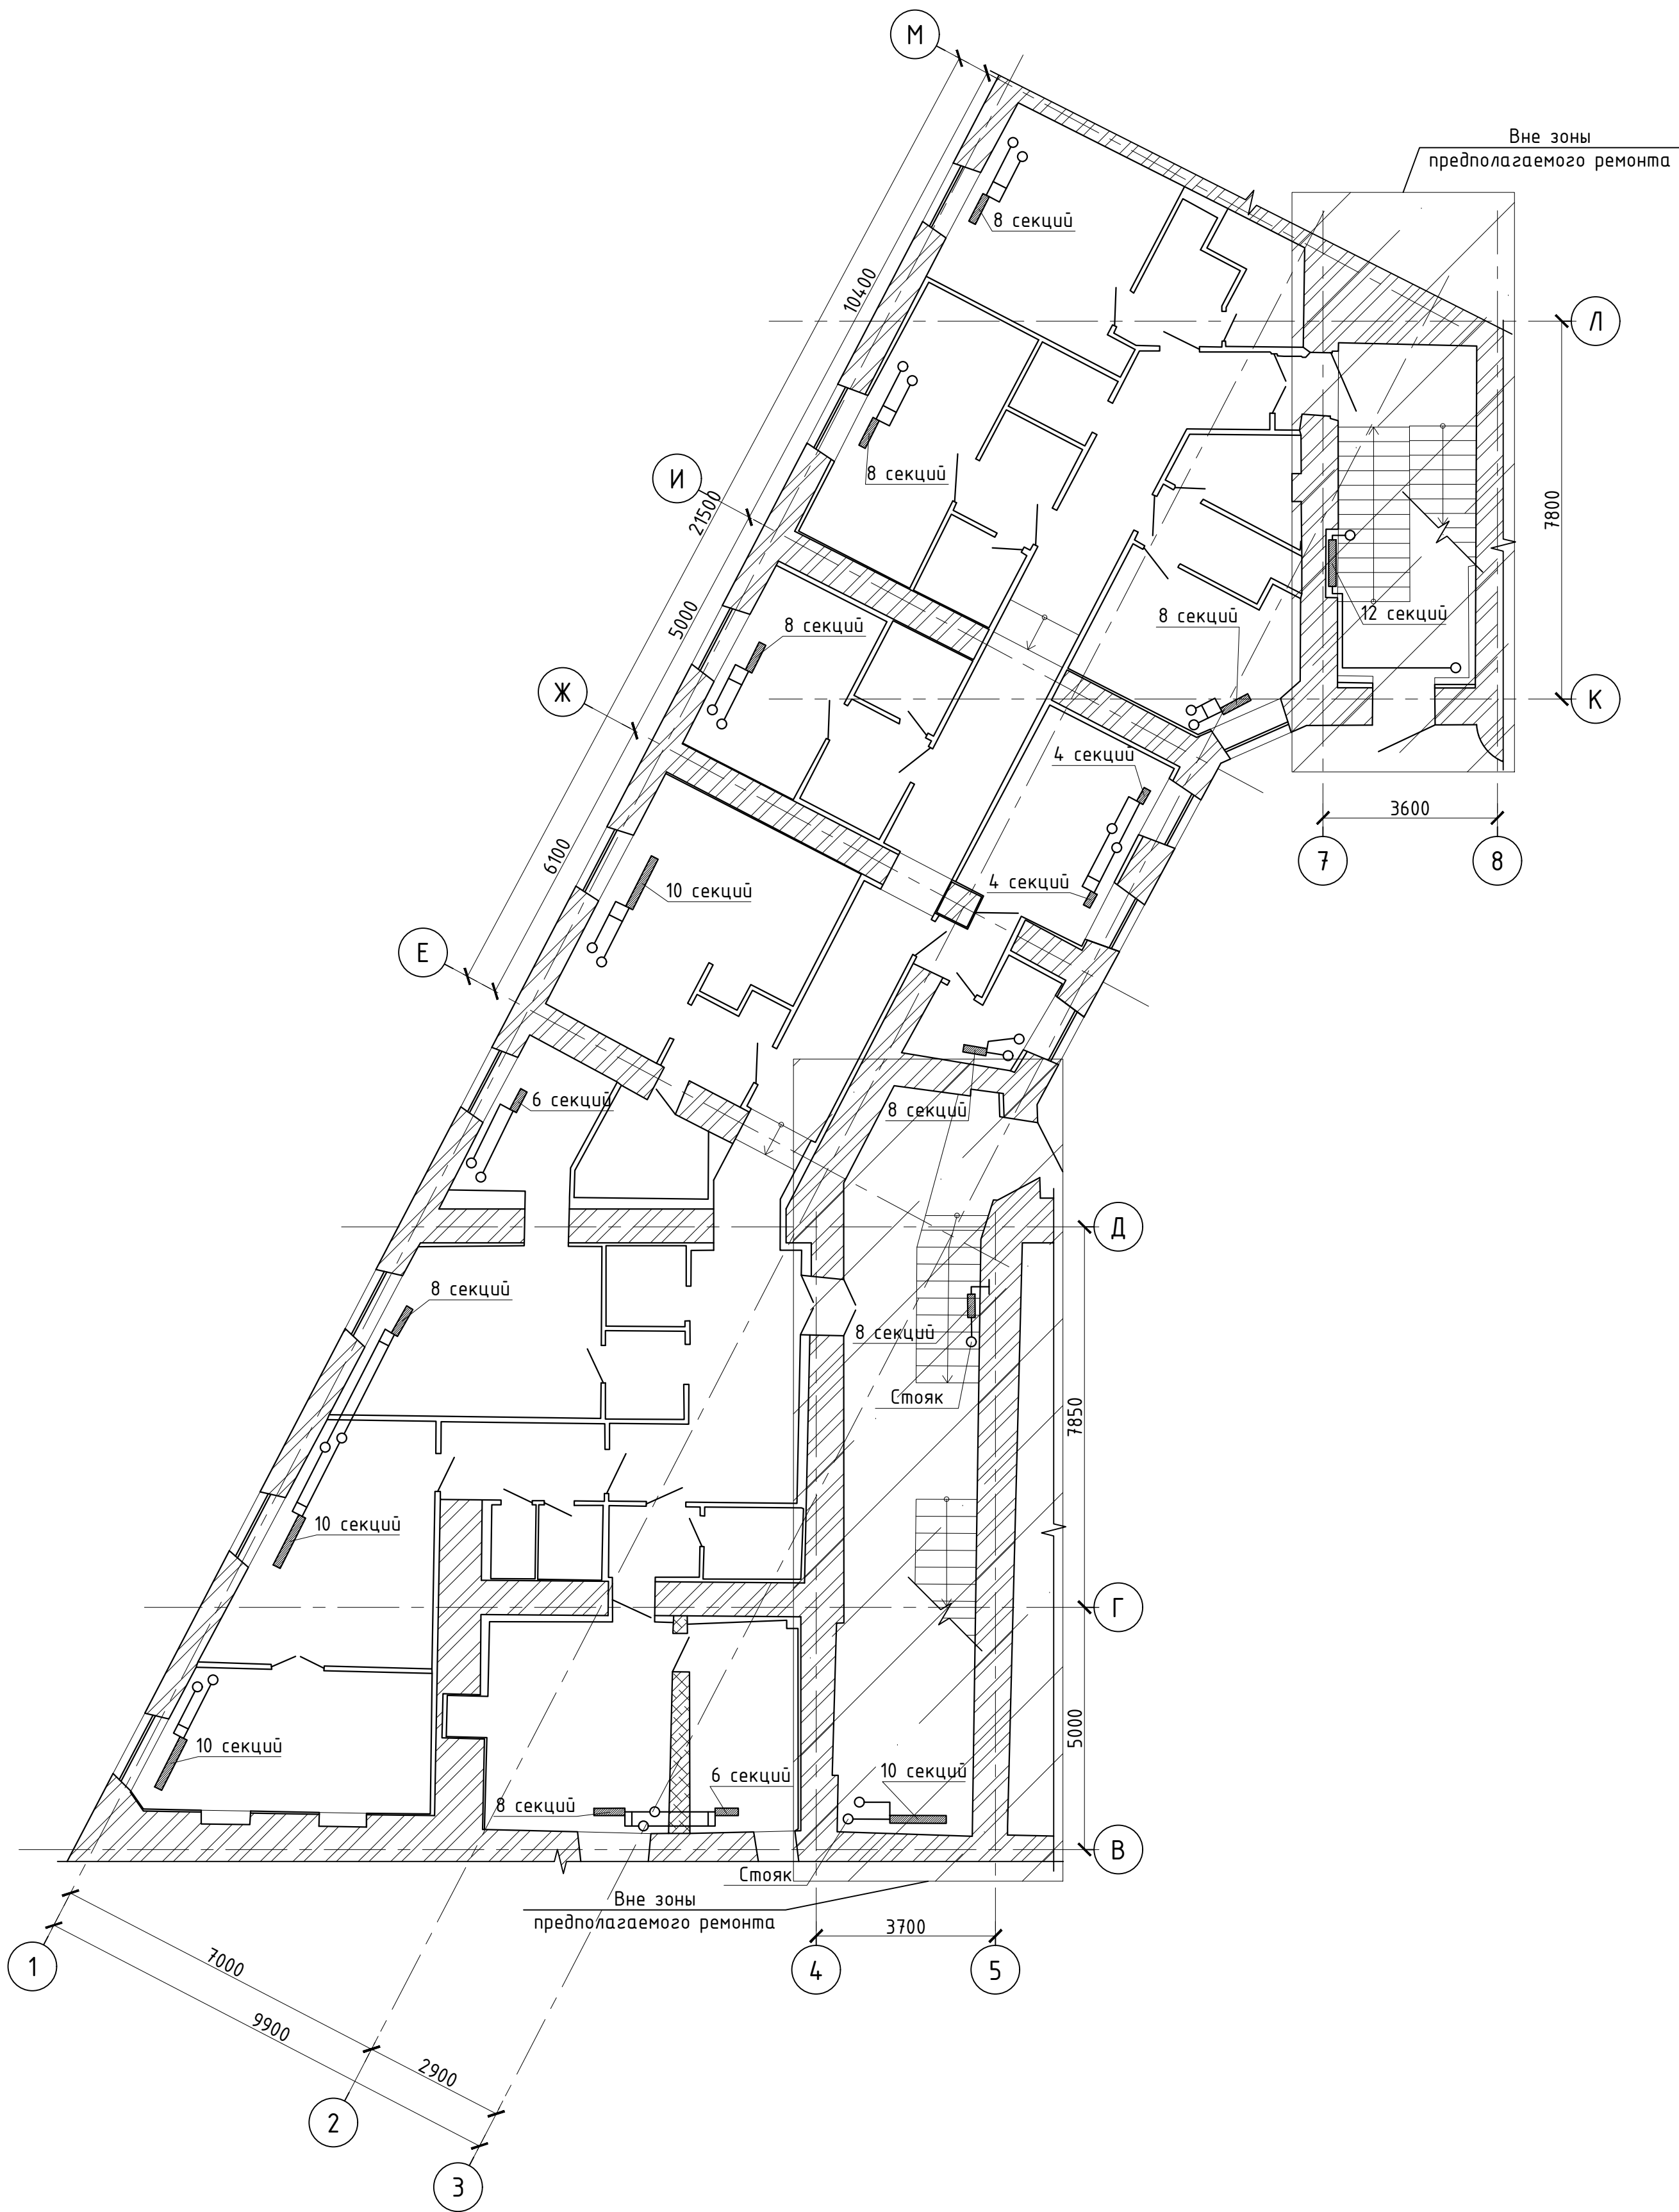 М
Вне зоны
предполагаемого ремонта
8 секций
10400
Л
И
21500
8 секций
7800
5000
8 секций
8 секций
12 секций
Ж
К
4 секций
3600
6100
10 секций
4 секций
7
8
Е
6 секций
8 секций
Д
8 секций
8 секций
Стояк
7850
10 секций
Г
10 секций
5000
8 секций
6 секций
10 секций
В
Стояк
Вне зоны
предполагаемого ремонта
3700
1
7000
4
5
9900
2900
2
3